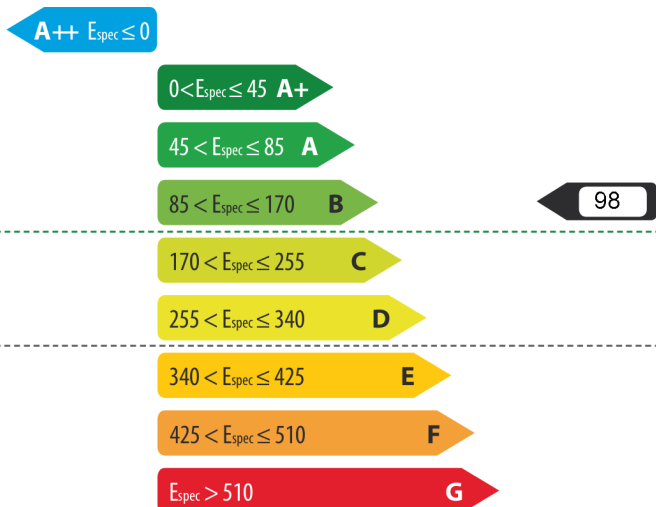 A++ Espec ≤ 0
0<Espec ≤ 45 A+
45 < Espec ≤ 85 A
85 < Espec ≤ 170 B
98
170 < Espec ≤ 255 C
255 < Espec ≤ 340 D
340 < Espec ≤ 425 E
425 < Espec ≤ 510 F
Espec > 510 G